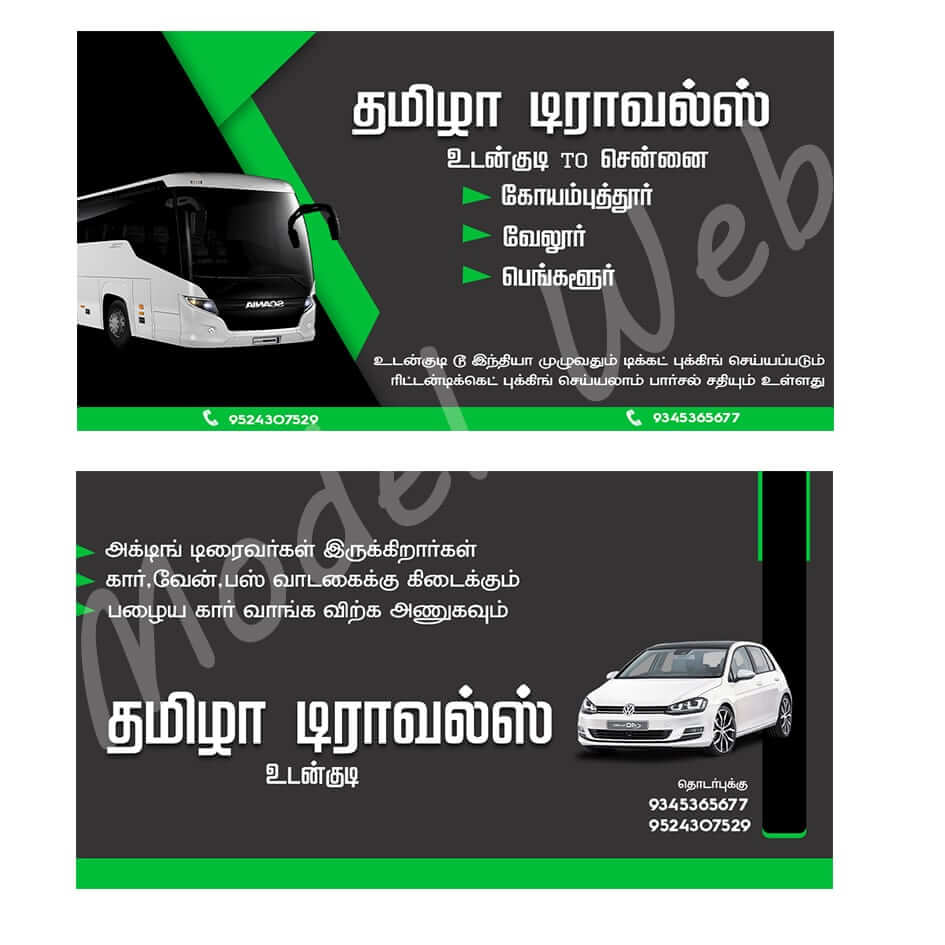 தமிழா டிராவல்ஸ்
உடன்குடி TO சென்னை
கோயம்புத்தூர்
வேலூர்
பெங்களூர்
SCANIA
உடன்குடி டூ இந்தியா முழுவதும் டிக்கட் புக்கிங் செய்யப்படும்
ரிட்டன்டிக்கெட் புக்கிங் செய்யலாம் பார்சல் சதியும் உள்ளது
9524307529
9345365677
அக்டிங் டிரைவர்கள் இருக்கிறார்கள்
கார்,வேன்,பஸ் வாடகைக்கு கிடைக்கும்
பழைய கார் வாங்க விற்க அணுகவும்
தமிழா டிராவல்ஸ்
உடன்குடி
தொடர்புக்கு
9345365677
9524307529
Model Web